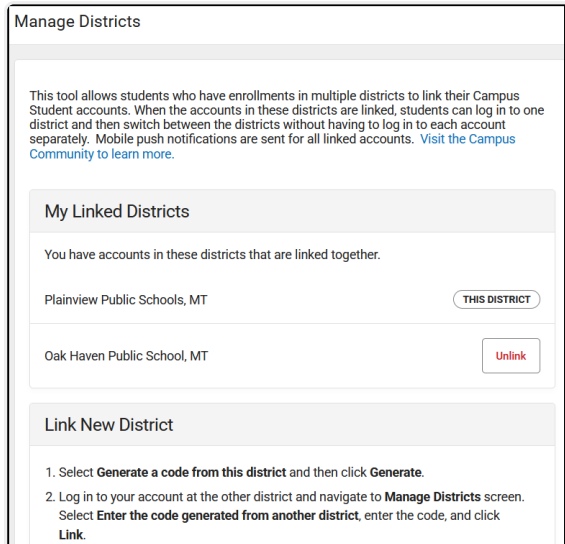 Manage Districts
This tool allows students who have enrollments in multiple districts to link their Campus
Student accounts. When the accounts in these districts are linked, students can log in to one
district and then switch between the districts without having to log in to each account
separately.  Mobile push notifications are sent for all linked accounts.  Visit the Campus
Community to learn more.
My Linked Districts
You have accounts in these districts that are linked together.
Plainview Public Schools, MT THIS DISTRICT
Oak Haven Public School, MT Unlink
Link New District
1. Select Generate a code from this district and then click Generate.
2. Log in to your account at the other district and navigate to Manage Districts screen.
Select Enter the code generated from another district, enter the code, and click
Link.